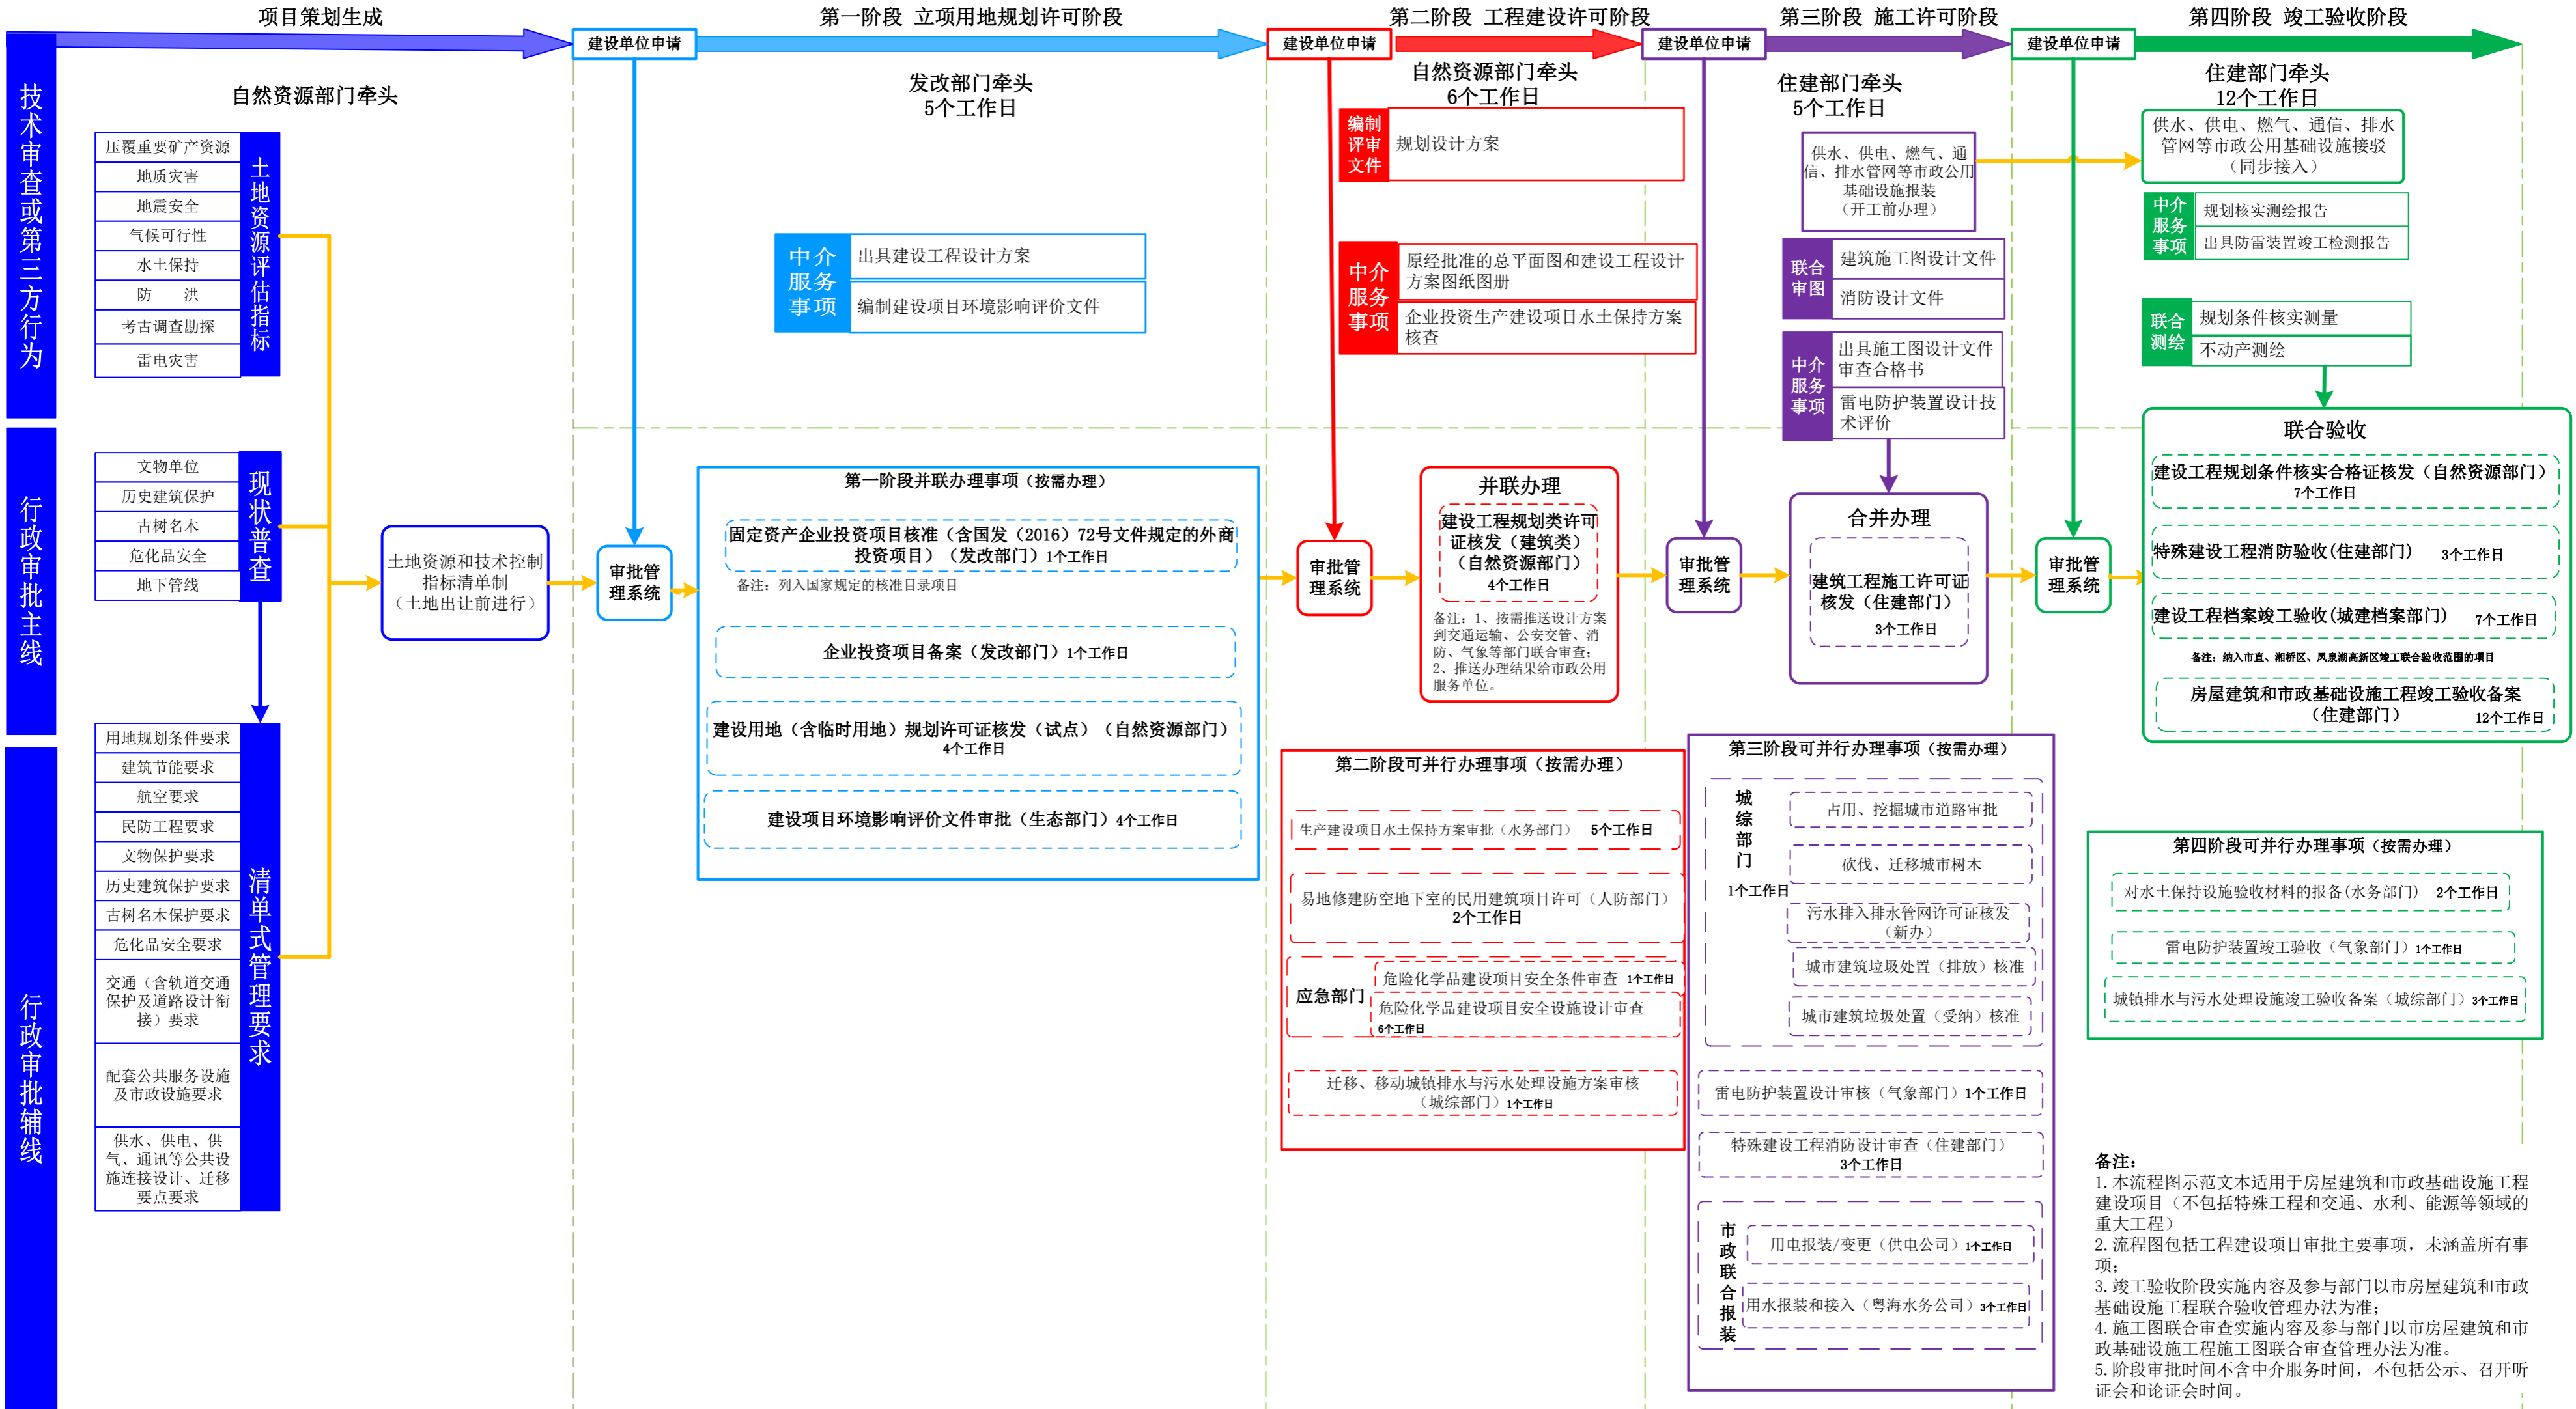 项目策划生成
第一阶段 立项用地规划许可阶段
第二阶段 工程建设许可阶段
第三阶段 施工许可阶段
第四阶段 竣工验收阶段
建设单位申请
建设单位申请
建设单位申请
建设单位申请
技术审查或第三方行为
行政审批主线
行政审批辅线
自然资源部门牵头
压覆重要矿产资源
地质灾害
地震安全
气候可行性
水土保持
防 洪
考古调查勘探
雷电灾害
土地资源评估指标
文物单位
历史建筑保护
古树名木
危化品安全
地下管线
现状普查
用地规划条件要求
建筑节能要求
航空要求
民防工程要求
文物保护要求
历史建筑保护要求
古树名木保护要求
危化品安全要求
交通（含轨道交通
保护及道路设计衔
接）要求
配套公共服务设施
及市政设施要求
供水、供电、供
气、通讯等公共设
施连接设计、迁移
要点要求
清单式管理要求
土地资源和技术控制
指标清单制
（土地出让前进行）
发改部门牵头
5个工作日
中介
服务
事项
出具建设工程设计方案
编制建设项目环境影响评价文件
审批管
理系统
第一阶段并联办理事项（按需办理）
固定资产企业投资项目核准（含国发（2016）72号文件规定的外商
投资项目）（发改部门）1个工作日
备注：列入国家规定的核准目录项目
企业投资项目备案（发改部门）1个工作日
建设用地（含临时用地）规划许可证核发（试点）（自然资源部门）
4个工作日
建设项目环境影响评价文件审批（生态部门）4个工作日
自然资源部门牵头
6个工作日
编制
评审
文件
规划设计方案
中介
服务
事项
原经批准的总平面图和建设工程设计
方案图纸图册
企业投资生产建设项目水土保持方案
核查
审批管
理系统
并联办理
建设工程规划类许可
证核发（建筑类）
（自然资源部门）
4个工作日
备注：1、按需推送设计方案
到交通运输、公安交管、消
防、气象等部门联合审查；
2、推送办理结果给市政公用
服务单位。
第二阶段可并行办理事项（按需办理）
生产建设项目水土保持方案审批（水务部门） 5个工作日
易地修建防空地下室的民用建筑项目许可（人防部门）
2个工作日
应急部门
危险化学品建设项目安全条件审查 1个工作日
危险化学品建设项目安全设施设计审查
6个工作日
迁移、移动城镇排水与污水处理设施方案审核
（城综部门）1个工作日
住建部门牵头
5个工作日
供水、供电、燃气、通
信、排水管网等市政公用
基础设施报装
（开工前办理）
联合
审图
建筑施工图设计文件
消防设计文件
中介
服务
事项
出具施工图设计文件
审查合格书
雷电防护装置设计技
术评价
审批管
理系统
合并办理
建筑工程施工许可证
核发（住建部门）
3个工作日
第三阶段可并行办理事项（按需办理）
城综部门
1个工作日
占用、挖掘城市道路审批
砍伐、迁移城市树木
污水排入排水管网许可证核发
（新办）
城市建筑垃圾处置（排放）核准
城市建筑垃圾处置（受纳）核准
雷电防护装置设计审核（气象部门）1个工作日
特殊建设工程消防设计审查（住建部门）
3个工作日
市政联合报装
用电报装/变更（供电公司）1个工作日
用水报装和接入（粤海水务公司）3个工作日
住建部门牵头
12个工作日
供水、供电、燃气、通信、排水
管网等市政公用基础设施接驳
（同步接入）
中介
服务
事项
规划核实测绘报告
出具防雷装置竣工检测报告
联合
测绘
规划条件核实测量
不动产测绘
审批管
理系统
联合验收
建设工程规划条件核实合格证核发（自然资源部门）
7个工作日
特殊建设工程消防验收(住建部门) 3个工作日
建设工程档案竣工验收(城建档案部门) 7个工作日
备注：纳入市直、湘桥区、凤泉湖高新区竣工联合验收范围的项目
房屋建筑和市政基础设施工程竣工验收备案
（住建部门） 12个工作日
第四阶段可并行办理事项（按需办理）
对水土保持设施验收材料的报备(水务部门) 2个工作日
雷电防护装置竣工验收（气象部门）1个工作日
城镇排水与污水处理设施竣工验收备案（城综部门）3个工作日
备注：
1.本流程图示范文本适用于房屋建筑和市政基础设施工程
建设项目（不包括特殊工程和交通、水利、能源等领域的
重大工程）
2.流程图包括工程建设项目审批主要事项，未涵盖所有事
项；
3.竣工验收阶段实施内容及参与部门以市房屋建筑和市政
基础设施工程联合验收管理办法为准；
4.施工图联合审查实施内容及参与部门以市房屋建筑和市
政基础设施工程施工图联合审查管理办法为准。
5.阶段审批时间不含中介服务时间，不包括公示、召开听
证会和论证会时间。